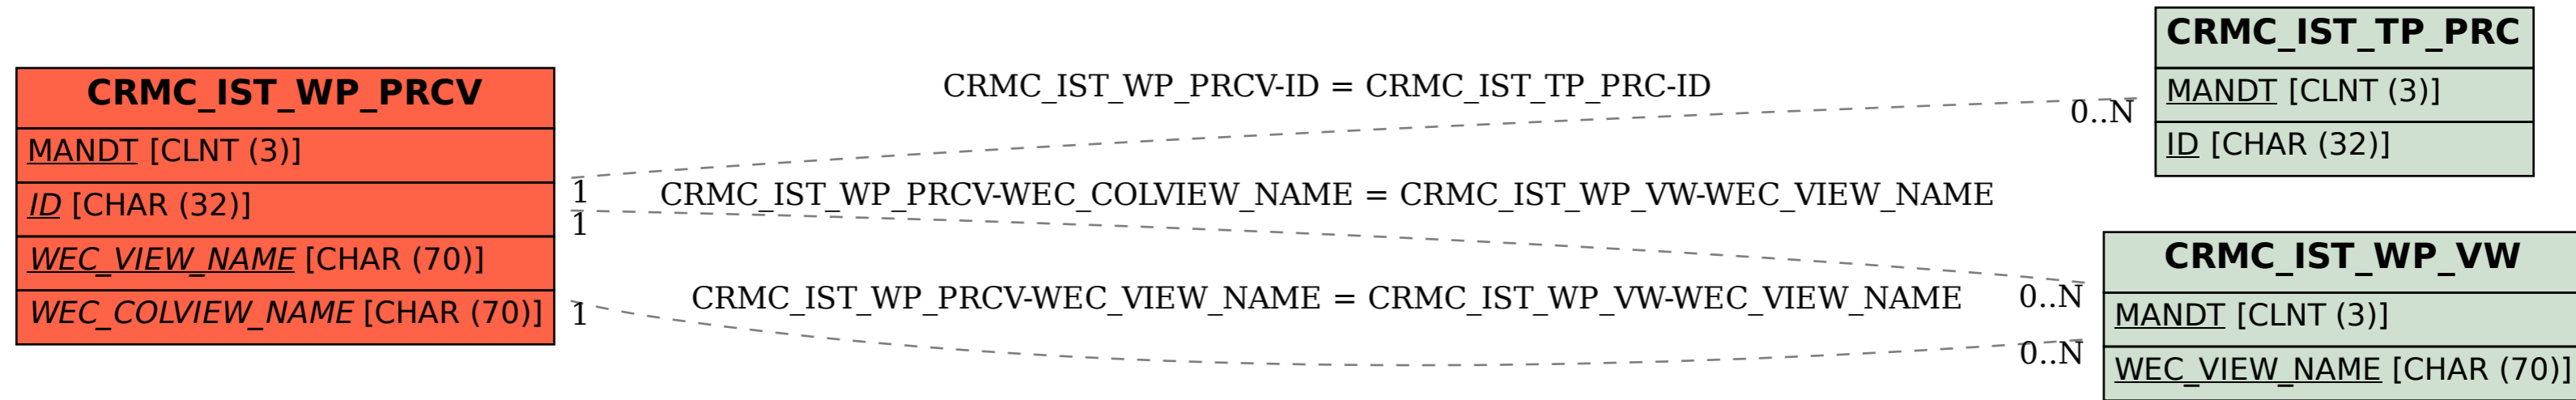 CRMC_IST_WP_PRCV
MANDT [CLNT (3)]
ID [CHAR (32)]
WEC_VIEW_NAME [CHAR (70)]
WEC_COLVIEW_NAME [CHAR (70)]
CRMC_IST_WP_PRCV-ID = CRMC_IST_TP_PRC-ID
1
0..N
CRMC_IST_WP_PRCV-WEC_COLVIEW_NAME = CRMC_IST_WP_VW-WEC_VIEW_NAME
1
0..N
CRMC_IST_WP_PRCV-WEC_VIEW_NAME = CRMC_IST_WP_VW-WEC_VIEW_NAME
1
0..N
CRMC_IST_TP_PRC
MANDT [CLNT (3)]
ID [CHAR (32)]
CRMC_IST_WP_VW
MANDT [CLNT (3)]
WEC_VIEW_NAME [CHAR (70)]